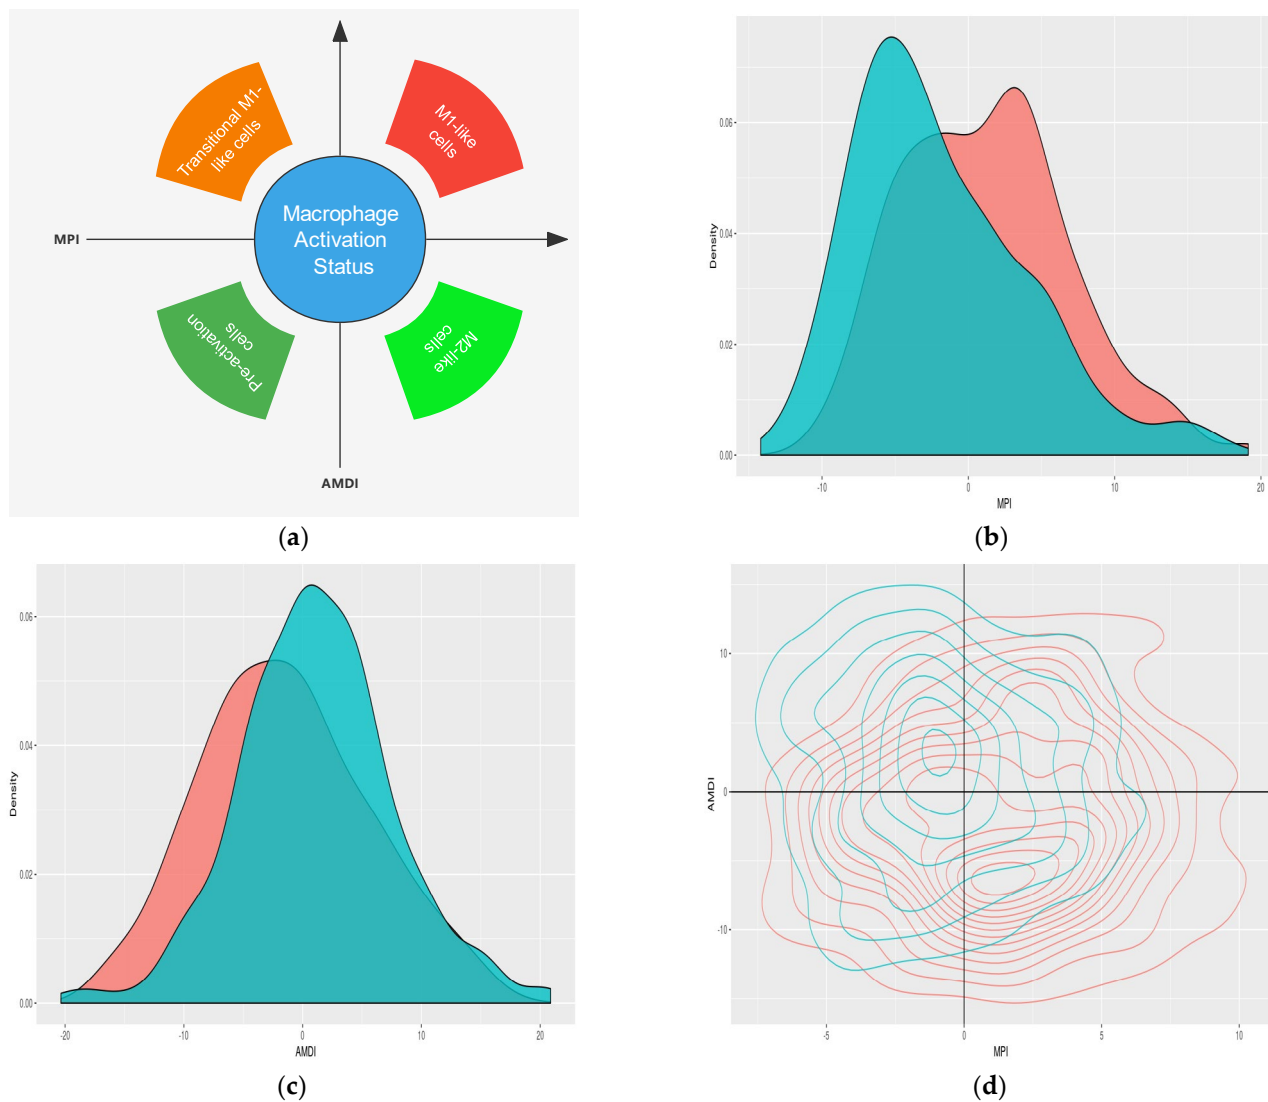 Transitional M1-
like cells
M1-like
cells
Macrophage
Activation
Status
MPI
Pre-activation
cells
M2-like
cells
AMDI
(a)
Density
0.06
0.04
0.02
0.00
-10
0
10
20
MPI
(b)
Density
0.06
0.04
0.02
0.00
-20
-10
0
10
20
AMDI
(c)
AMDI
10
0
-10
-5
0
5
10
MPI
(d)